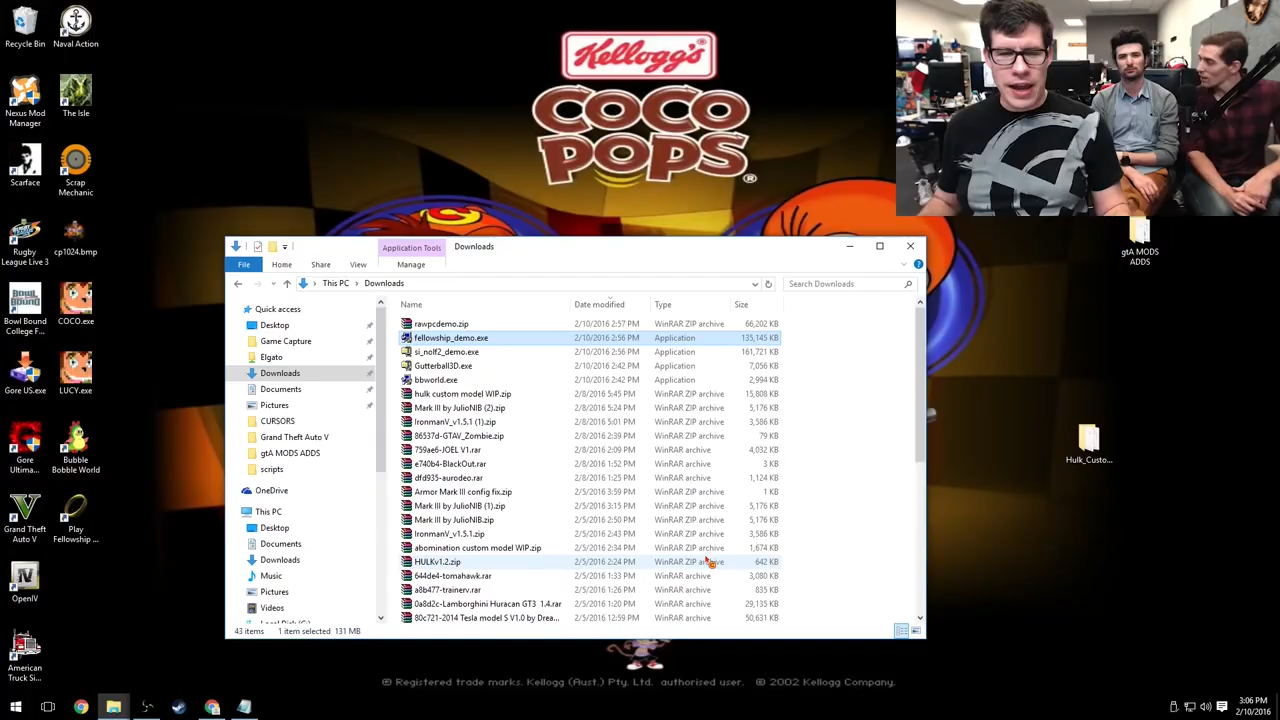 Recycle Bin
Naval Action
Nexus Mod Manager
The Isle
Scarface
Scrap Mechanic
Rugby League Live 3
cp1024.bmp
Bowl Bound College F...
COCO.exe
Gore US.exe
LUCY.exe
Gore Ultima...
Bubble Bobble World
Grand Theft Auto V
Play Fellowship ...
OpenIV
American Truck Si...
Kellogg's
COCO POPS ®
gtA MODS ADDS
Hulk_Custo...
Application Tools
Downloads
File Home Share View Manage
This PC > Downloads
Search Downloads
Quick access
Desktop
Game Capture
Elgato
Downloads
Documents
Pictures
CURSORS
Grand Theft Auto V
gtA MODS ADDS
scripts
OneDrive
This PC
Desktop
Documents
Downloads
Music
Pictures
Videos
Local Disk (C:)
Name Date modified Type Size
rawpcdemo.zip 2/10/2016 2:57 PM WinRAR ZIP archive 66,202 KB
fellowship_demo.exe 2/10/2016 2:56 PM Application 135,145 KB
si_nolf2_demo.exe 2/10/2016 2:56 PM Application 161,721 KB
Gutterball3D.exe 2/10/2016 2:42 PM Application 7,056 KB
bbworld.exe 2/10/2016 2:42 PM Application 2,994 KB
hulk custom model WIP.zip 2/8/2016 5:45 PM WinRAR ZIP archive 15,808 KB
Mark III by JulioNIB (2).zip 2/8/2016 5:24 PM WinRAR ZIP archive 5,176 KB
IronmanV_v1.5.1 (1).zip 2/8/2016 5:01 PM WinRAR ZIP archive 3,586 KB
86537d-GTAV_Zombie.zip 2/8/2016 2:39 PM WinRAR ZIP archive 79 KB
759ae6-JOEL V1.rar 2/8/2016 2:09 PM WinRAR archive 4,032 KB
e740b4-BlackOut.rar 2/8/2016 1:52 PM WinRAR archive 3 KB
dfd935-aurodeo.rar 2/8/2016 1:25 PM WinRAR archive 1,124 KB
Armor Mark III config fix.zip 2/5/2016 3:59 PM WinRAR ZIP archive 1 KB
Mark III by JulioNIB (1).zip 2/5/2016 3:15 PM WinRAR ZIP archive 5,176 KB
Mark III by JulioNIB.zip 2/5/2016 2:50 PM WinRAR ZIP archive 5,176 KB
IronmanV_v1.5.1.zip 2/5/2016 2:43 PM WinRAR ZIP archive 3,586 KB
abomination custom model WIP.zip 2/5/2016 2:34 PM WinRAR ZIP archive 1,674 KB
HULKv1.2.zip 2/5/2016 2:24 PM WinRAR ZIP archive 642 KB
644de4-tomahawk.rar 2/5/2016 1:33 PM WinRAR archive 3,080 KB
a8b477-trainerv.rar 2/5/2016 1:26 PM WinRAR archive 835 KB
0a8d2c-Lamborghini Huracan GT3 1.4.rar 2/5/2016 1:20 PM WinRAR archive 29,135 KB
80c721-2014 Tesla model S V1.0 by Drea... 2/5/2016 12:59 PM WinRAR archive 50,631 KB
43 items 1 item selected 131 MB
® Registered trade marks. Kellogg (Aust.) Pty. Ltd. authorised user. © 2002 Kellogg Company.
3:06 PM
2/10/2016